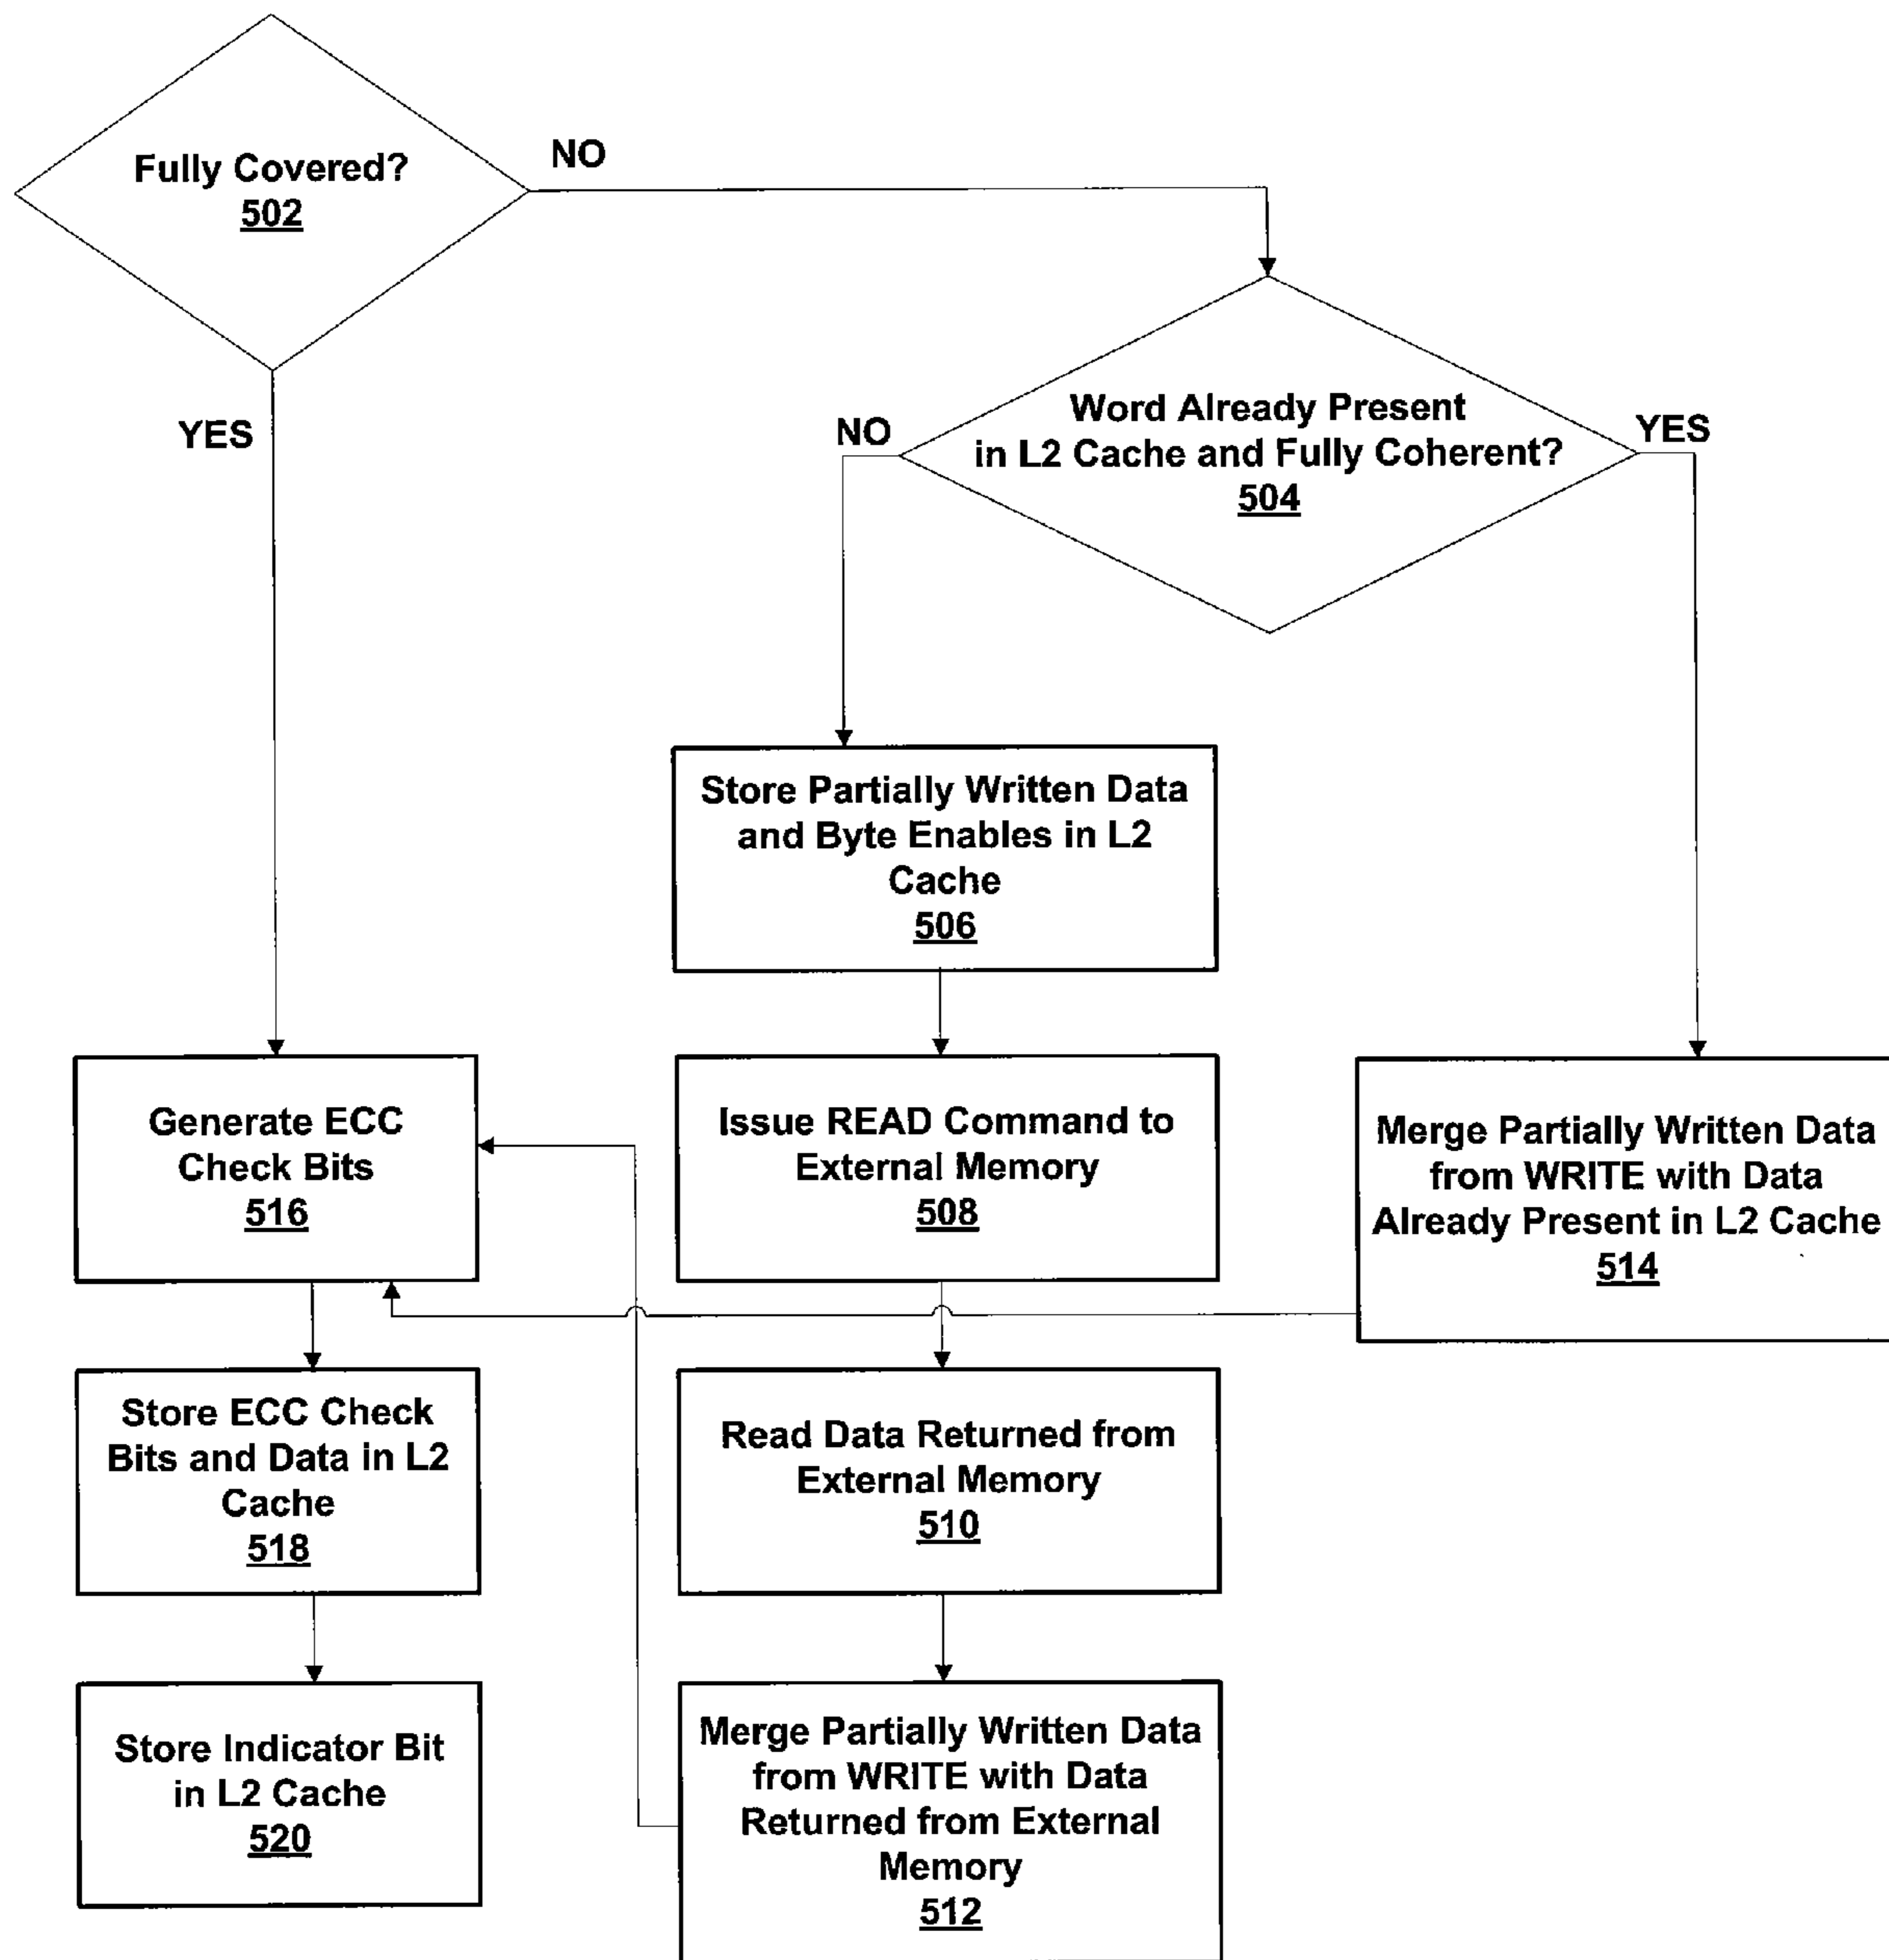 Fully Covered?
502
NO
YES
Word Already Present
in L2 Cache and Fully Coherent?
504
NO
YES
Store Partially Written Data
and Byte Enables in L2
Cache
506
Generate ECC
Check Bits
516
Issue READ Command to
External Memory
508
Merge Partially Written Data
from WRITE with Data
Already Present in L2 Cache
514
Store ECC Check
Bits and Data in L2
Cache
518
Read Data Returned from
External Memory
510
Store Indicator Bit
in L2 Cache
520
Merge Partially Written Data
from WRITE with Data
Returned from External
Memory
512